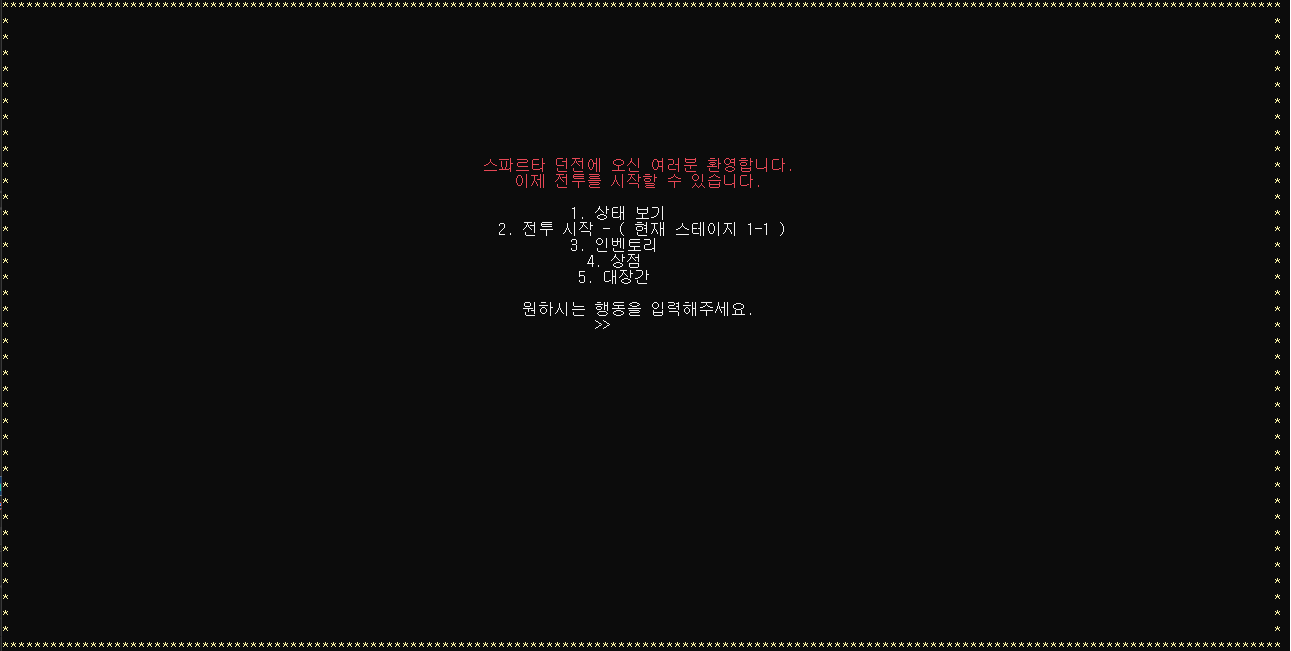 스파르타 던전에 오신 여러분 환영합니다.
이제 전투를 시작할 수 있습니다.
1. 상태 보기
2. 전투 시작 - ( 현재 스테이지 1-1 )
3. 인벤토리
4. 상점
5. 대장간
원하시는 행동을 입력해주세요.
>>